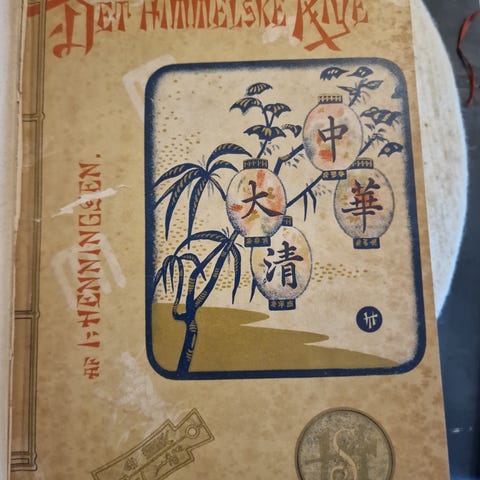 DET HIMMELSKE RIGE
AF I. HENNINGSEN.
中
華
大
清